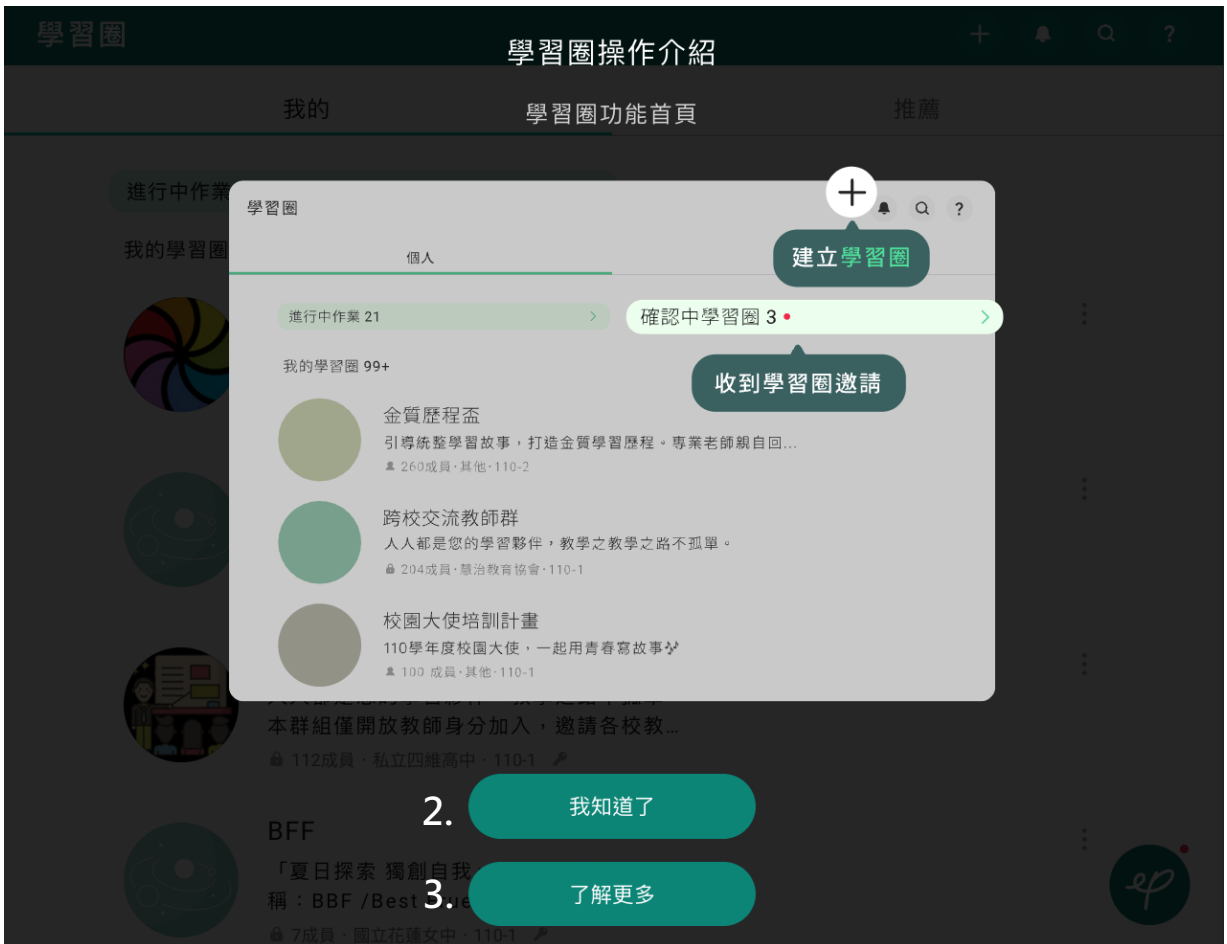 學習圈
學習圈操作介紹
?
我的
學習圈功能首頁
推薦
進行中作業
學習圈
?
我的學習圈
個人
建立學習圈
進行中作業 21
確認中學習圈 3
我的學習圈 99+
收到學習圈邀請
金質歷程盃
引導統整學習故事，打造金質學習歷程。專業老師親自回...
260成員·其他·110-2
跨校交流教師群
人人都是您的學習夥伴，教學之教學之路不孤單。
204成員·慧治教育協會·110-1
校園大使培訓計畫
110學年度校園大使，一起用青春寫故事
100 成員·其他·110-1
本群組僅開放教師身分加入，邀請各校教…
112成員 · 私立四維高中 · 110-1
2. 我知道了
BFF
「夏日探索 獨創自我
稱：BBF /Best
3. 了解更多
7成員 · 國立花蓮女中 · 110-1
ep